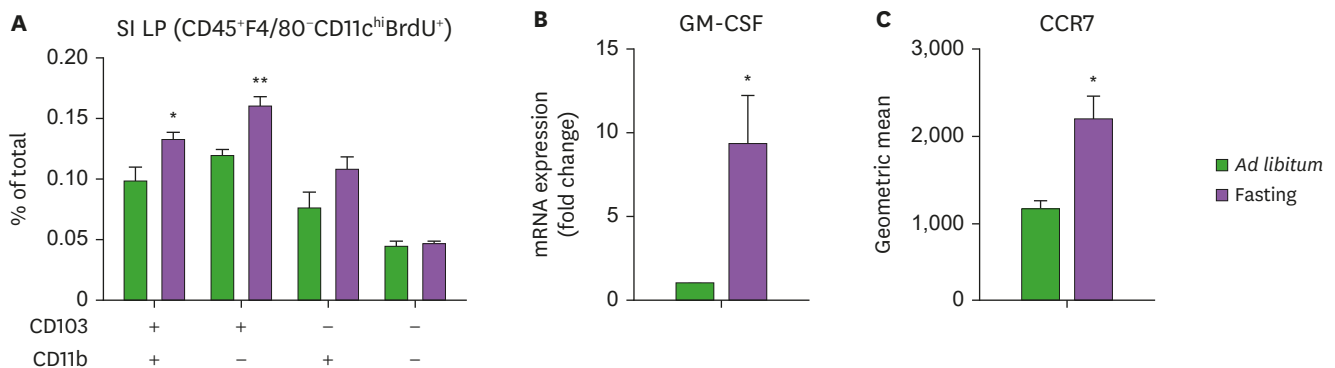 A
SI LP (CD45⁺F4/80⁻CD11cʰⁱBrdU⁺)
% of total
0.20
0.15
0.10
0.05
0
*
**
CD103 + + − −
CD11b + − + −
B
GM-CSF
mRNA expression
(fold change)
15
10
5
0
*
C
CCR7
Geometric mean
3,000
2,000
1,000
0
*
Ad libitum
Fasting